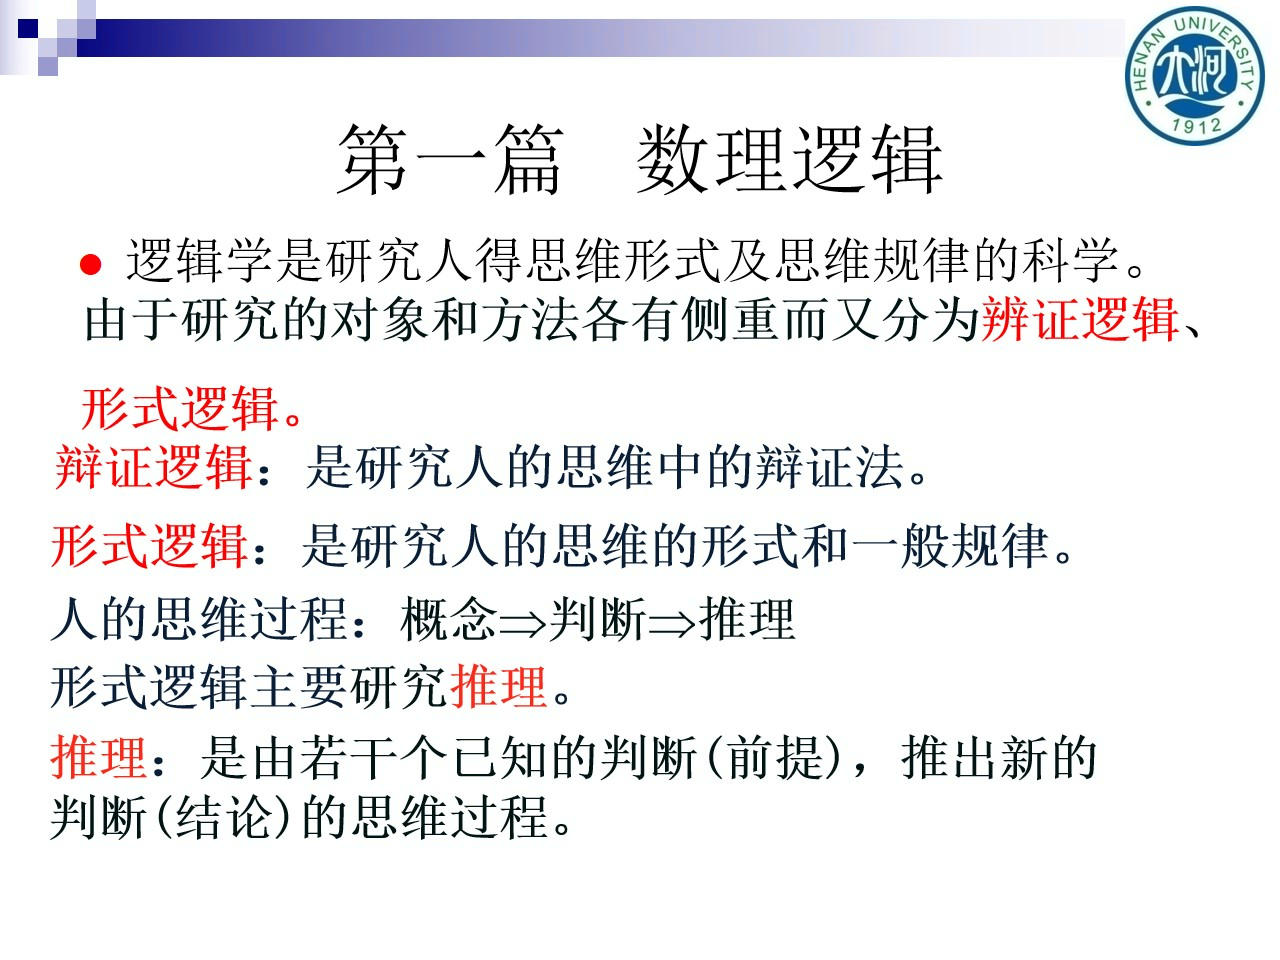 HENAN UNIVERSITY
1912
第一篇 数理逻辑
● 逻辑学是研究人得思维形式及思维规律的科学。
由于研究的对象和方法各有侧重而又分为辨证逻辑、
形式逻辑。
辩证逻辑：是研究人的思维中的辩证法。
形式逻辑：是研究人的思维的形式和一般规律。
人的思维过程：概念⇒判断⇒推理
形式逻辑主要研究推理。
推理：是由若干个已知的判断(前提)，推出新的
判断(结论)的思维过程。